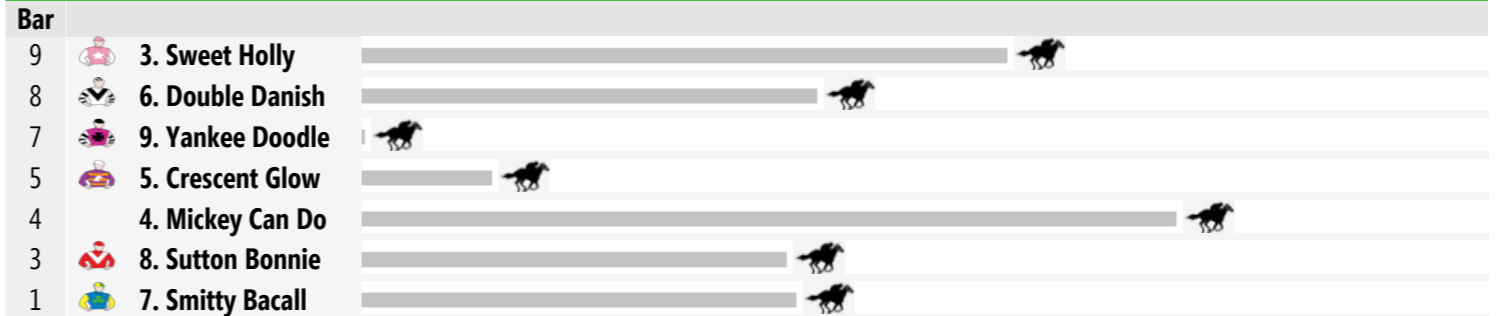 Bar
9 3. Sweet Holly
8 6. Double Danish
7 9. Yankee Doodle
5 5. Crescent Glow
4 4. Mickey Can Do
3 8. Sutton Bonnie
1 7. Smitty Bacall